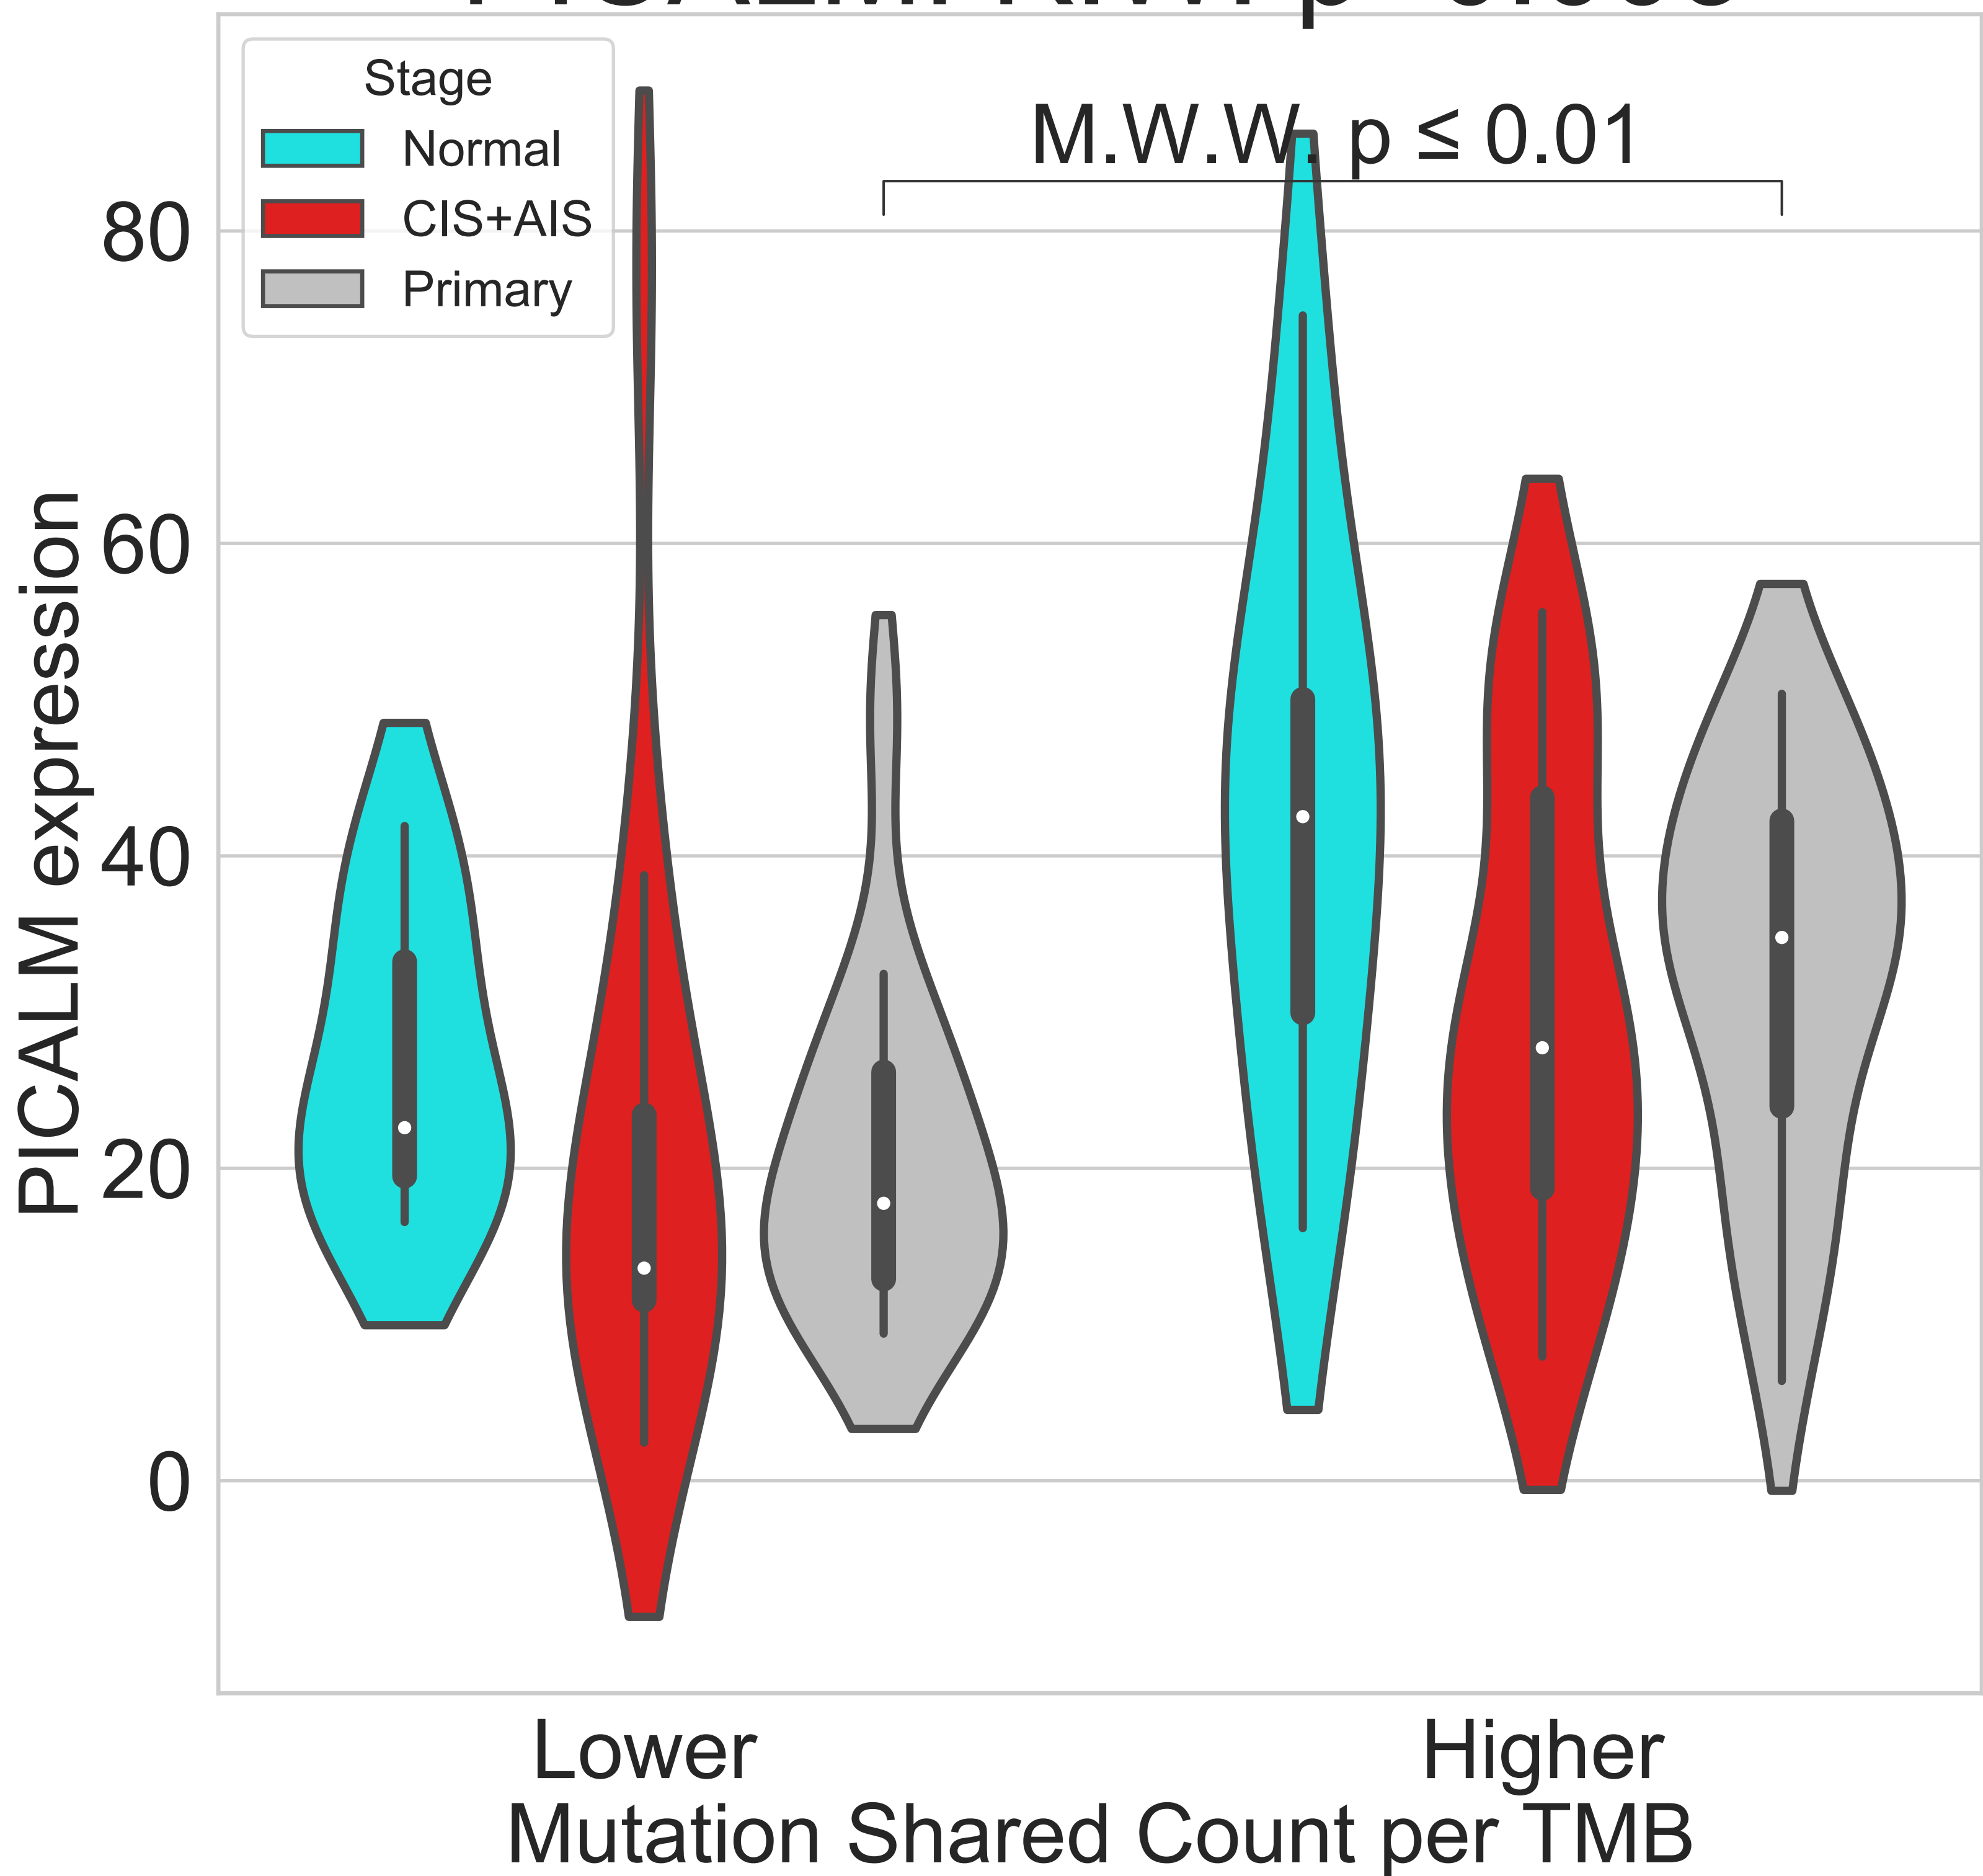 Stage
Normal
CIS+AIS
Primary
M.W.W. p ≤ 0.01
80
60
40
20
0
PICALM expression
Lower
Higher
Mutation Shared Count per TMB